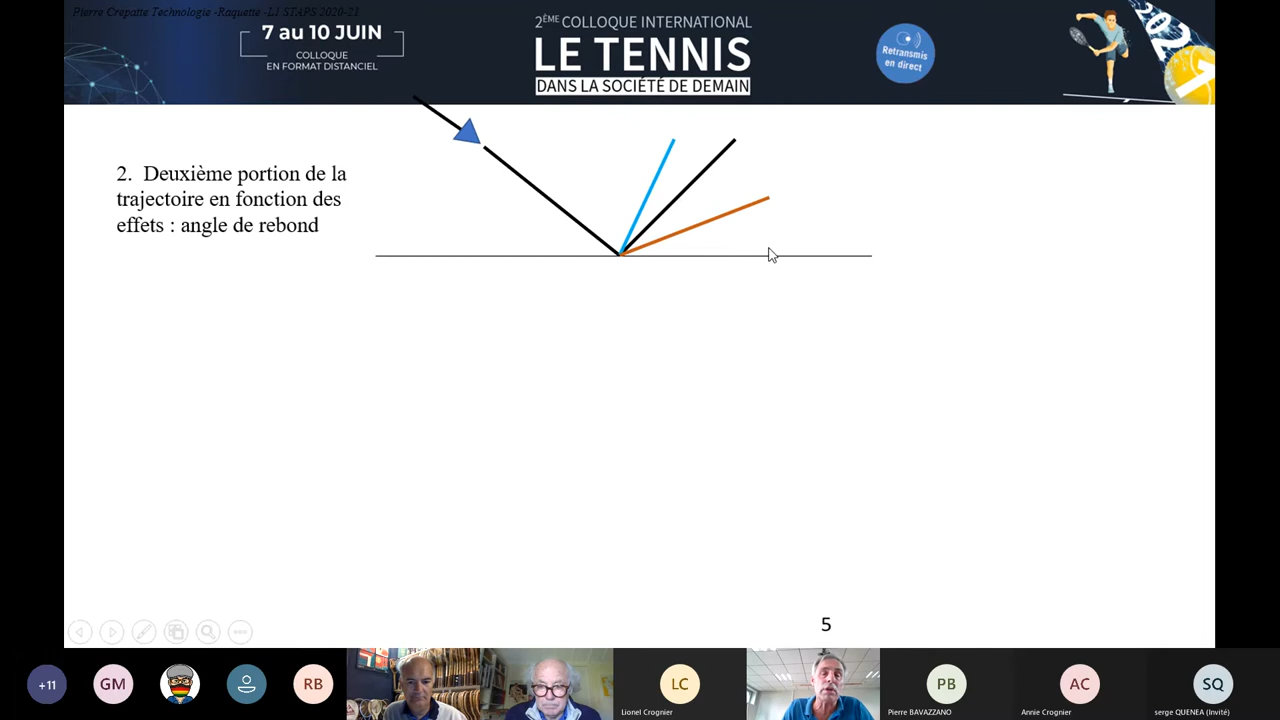 Pierre Crepatte Technologie -Raquette -L1 STAPS 2020-21
7 au 10 JUIN
COLLOQUE
EN FORMAT DISTANCIEL
2ÈME COLLOQUE INTERNATIONAL
LE TENNIS
DANS LA SOCIÉTÉ DE DEMAIN
Retransmis
en direct
202
1
2. Deuxième portion de la
trajectoire en fonction des
effets : angle de rebond
5
+11
GM
RB
LC
Lionel Crognier
PB
Pierre BAVAZZANO
AC
Annie Crognier
SQ
serge QUENEA (Invité)